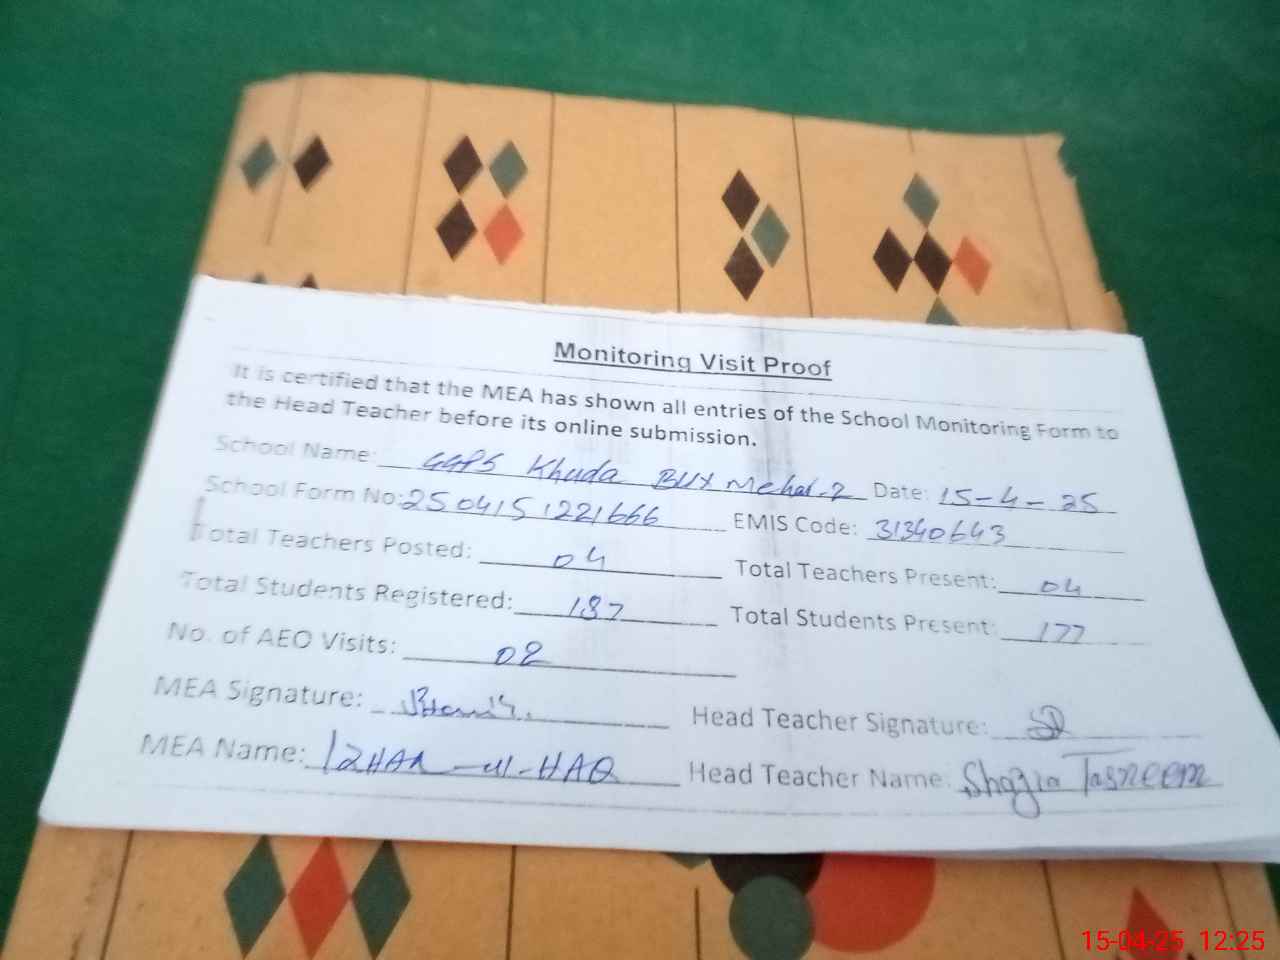 Monitoring Visit Proof
It is certified that the MEA has shown all entries of the School Monitoring Form to
the Head Teacher before its online submission.
School Name: GGPS Khuda Bux Mehar-2 Date: 15-4-25
School Form No: 2504151221666 EMIS Code: 31340643
Total Teachers Posted: 04 Total Teachers Present: 04
Total Students Registered: 187 Total Students Present: 177
No. of AEO Visits: 02
MEA Signature: Head Teacher Signature:
MEA Name: IZHAR-ul-HAQ Head Teacher Name: Shazia Tasneem
15-04-25 12:25